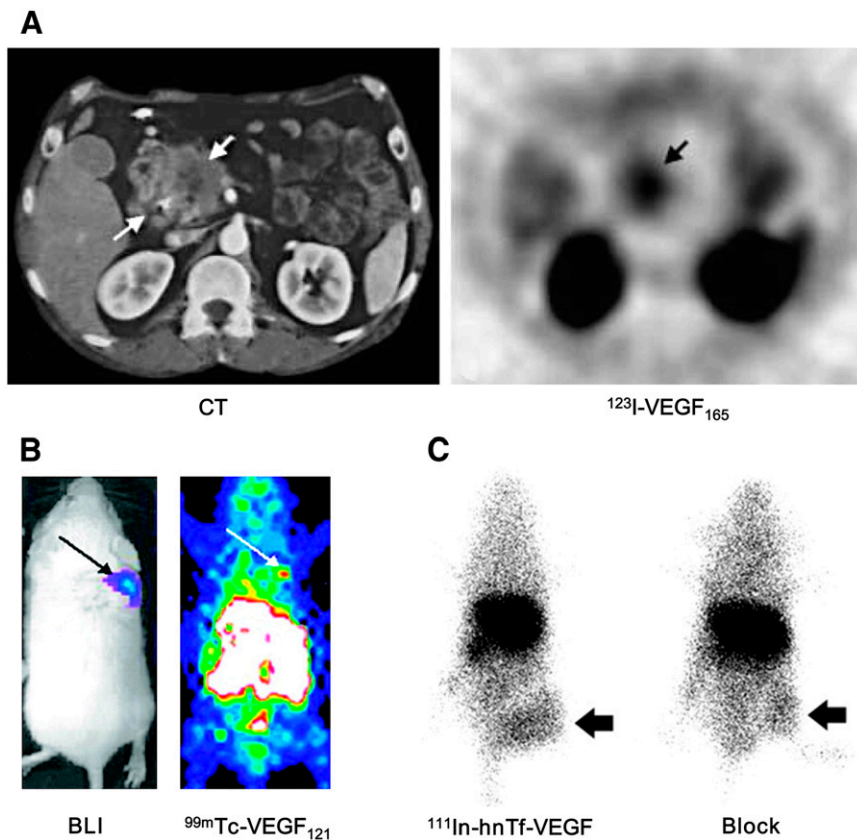 A
CT
¹²³I-VEGF₁₆₅
B
C
BLI
⁹⁹ᵐTc-VEGF₁₂₁
¹¹¹In-hnTf-VEGF
Block